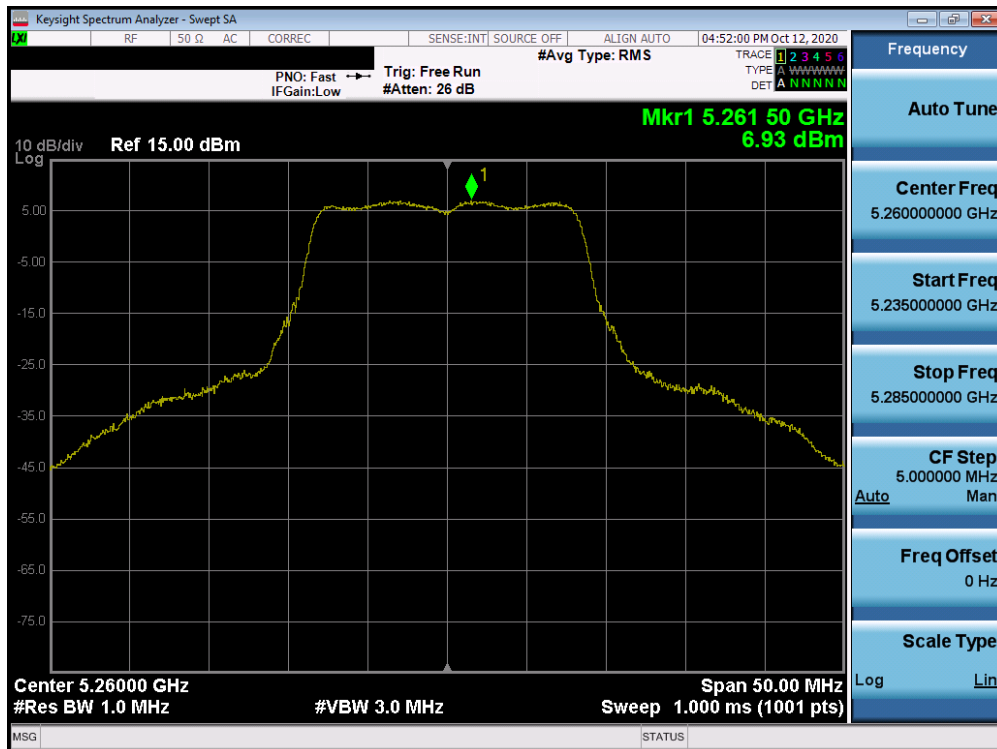 Keysight Spectrum Analyzer - Swept SA
LXI RF 50 Ω AC CORREC SENSE:INT SOURCE OFF ALIGN AUTO 04:52:00 PM Oct 12, 2020
#Avg Type: RMS
TRACE 1 2 3 4 5 6
PNO: Fast Trig: Free Run
TYPE A WWWWW
IFGain:Low #Atten: 26 dB
DET A N N N N N
Mkr1 5.261 50 GHz
6.93 dBm
10 dB/div Ref 15.00 dBm
Log
1
5.00
-5.00
-15.0
-25.0
-35.0
-45.0
-55.0
-65.0
-75.0
Center 5.26000 GHz Span 50.00 MHz
#Res BW 1.0 MHz #VBW 3.0 MHz Sweep 1.000 ms (1001 pts)
MSG STATUS
Frequency
Auto Tune
Center Freq
5.260000000 GHz
Start Freq
5.235000000 GHz
Stop Freq
5.285000000 GHz
CF Step
5.000000 MHz
Auto Man
Freq Offset
0 Hz
Scale Type
Log Lin